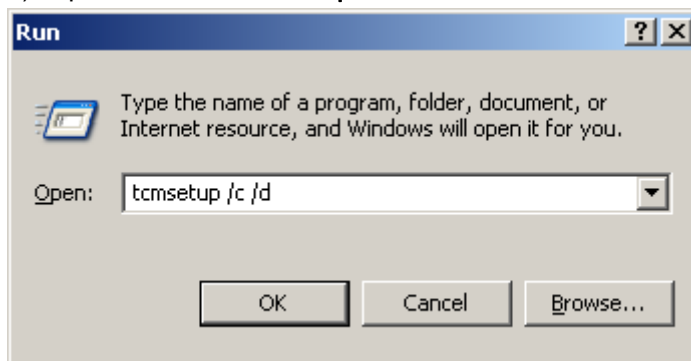 Run
Type the name of a program, folder, document, or
Internet resource, and Windows will open it for you.
Open: tcmsetup /c /d
OK Cancel Browse...